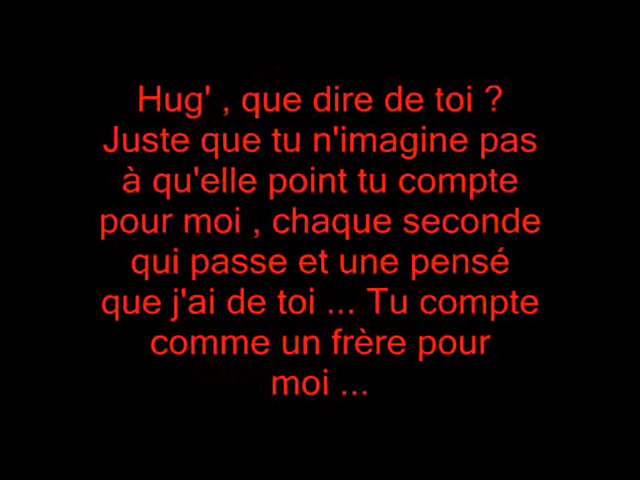 Hug' , que dire de toi ?
Juste que tu n'imagine pas
à qu'elle point tu compte
pour moi , chaque seconde
qui passe et une pensé
que j'ai de toi ... Tu compte
comme un frère pour
moi ...